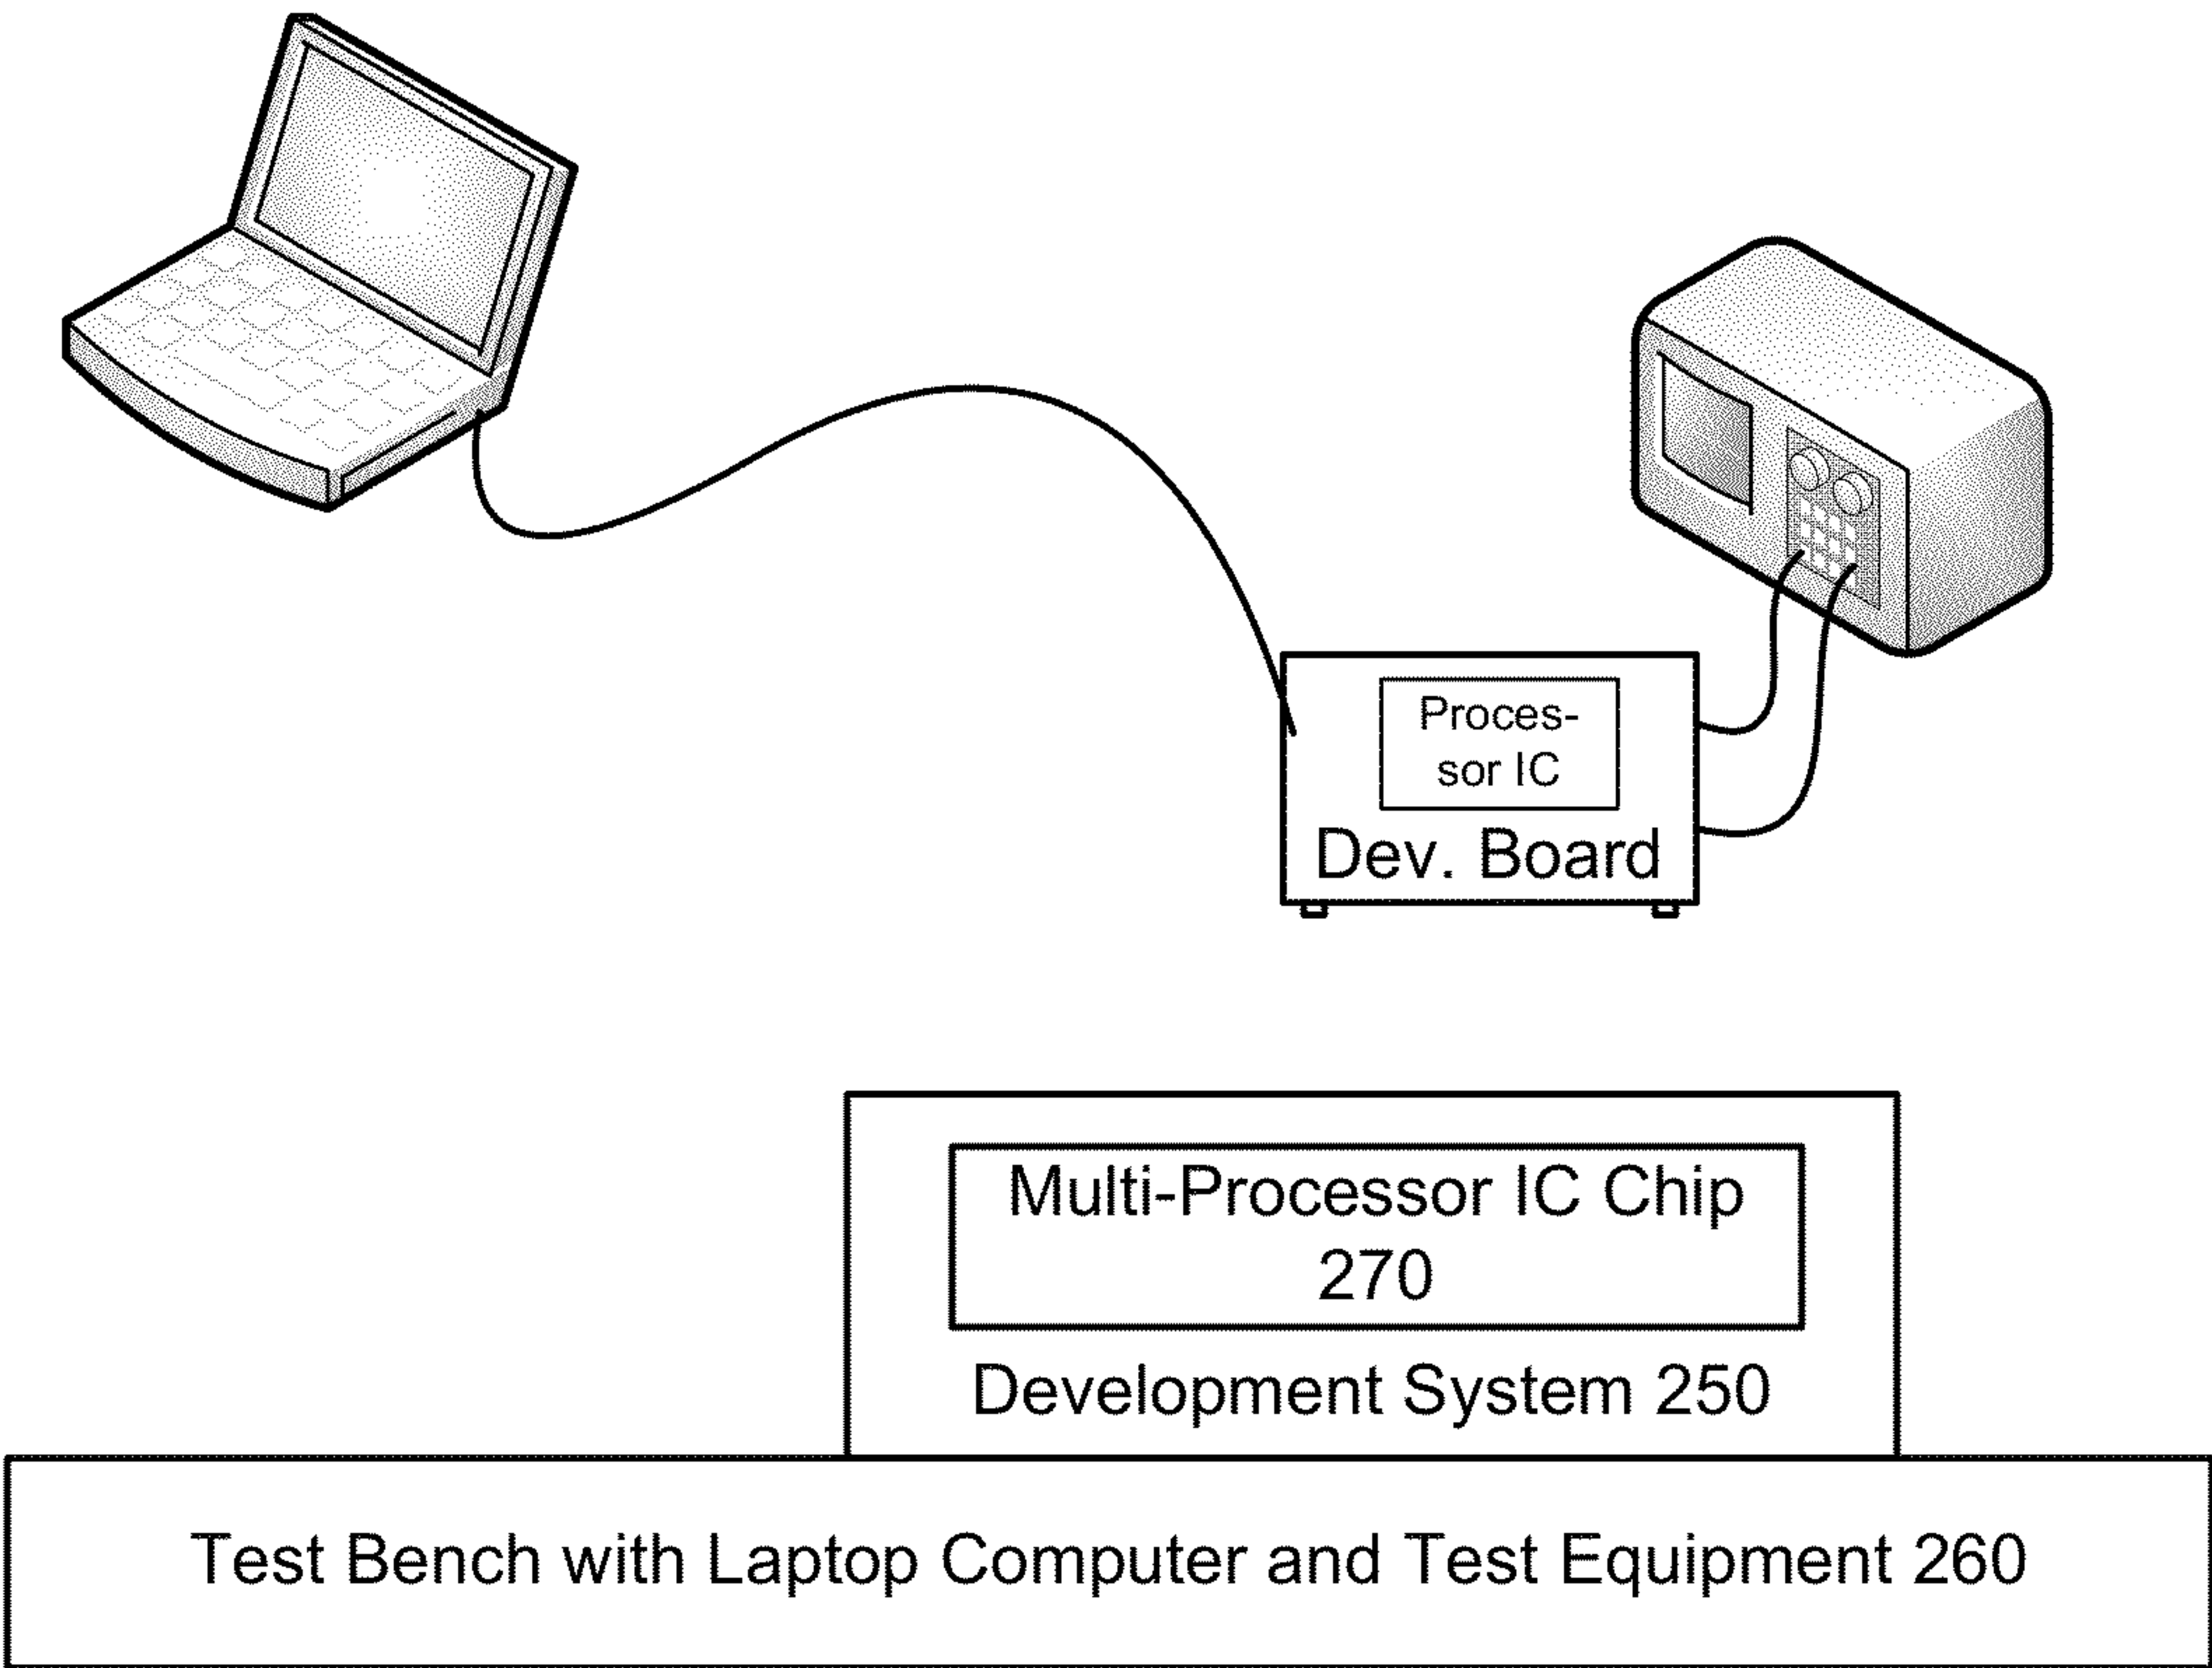 Proces-
sor IC
Dev. Board
Multi-Processor IC Chip
270
Development System 250
Test Bench with Laptop Computer and Test Equipment 260